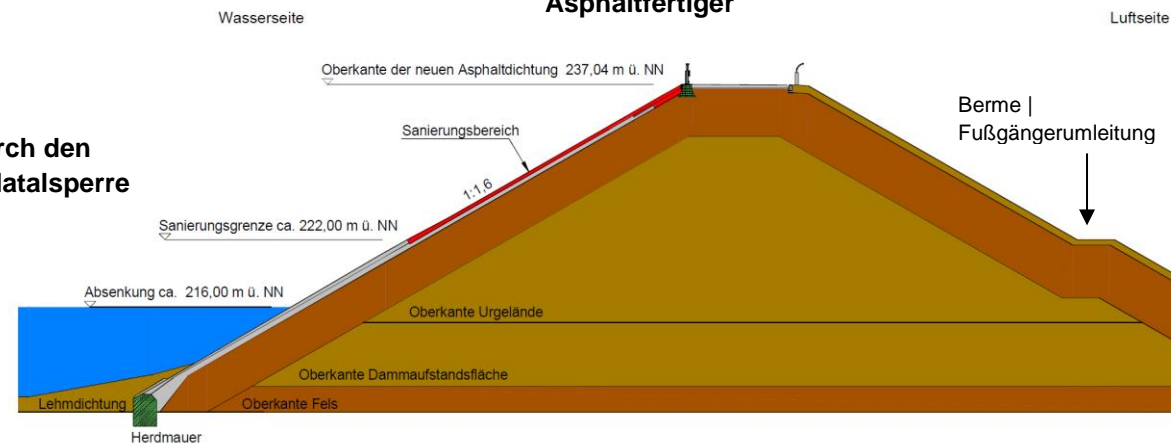 Asphaltfertiger
Wasserseite
Luftseite
Oberkante der neuen Asphaltdichtung 237,04 m ü. NN
Berme |
Fußgängerumleitung
Sanierungsbereich
rch den
latalsperre
1:1,6
Sanierungsgrenze ca. 222,00 m ü. NN
Absenkung ca. 216,00 m ü. NN
Oberkante Urgelände
Oberkante Dammaufstandsfläche
Lehmdichtung
Oberkante Fels
Herdmauer